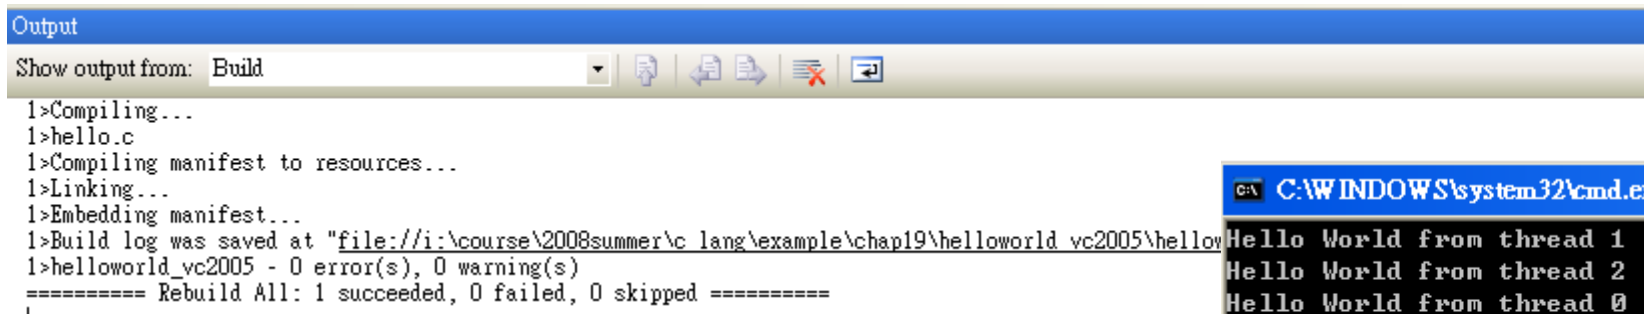 Output
Show output from: Build
1>Compiling...
1>hello.c
1>Compiling manifest to resources...
1>Linking...
1>Embedding manifest...
1>Build log was saved at "file://i:\course\2008summer\c_lang\example\chap19\helloworld_vc2005\hellow
1>helloworld_vc2005 - 0 error(s), 0 warning(s)
========== Rebuild All: 1 succeeded, 0 failed, 0 skipped ==========
C:\WINDOWS\system32\cmd.e
Hello World from thread 1
Hello World from thread 2
Hello World from thread 0